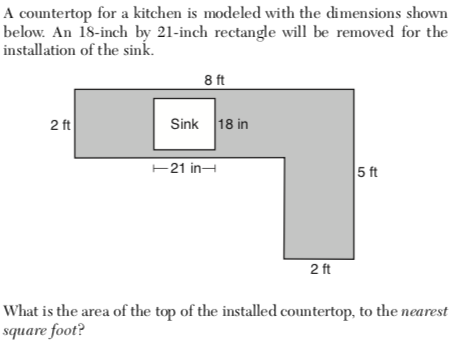 A countertop for a kitchen is modeled with the dimensions shown
below. An 18-inch by 21-inch rectangle will be removed for the
installation of the sink.
8 ft
2 ft
Sink
18 in
21 in
5 ft
2 ft
What is the area of the top of the installed countertop, to the nearest
square foot?